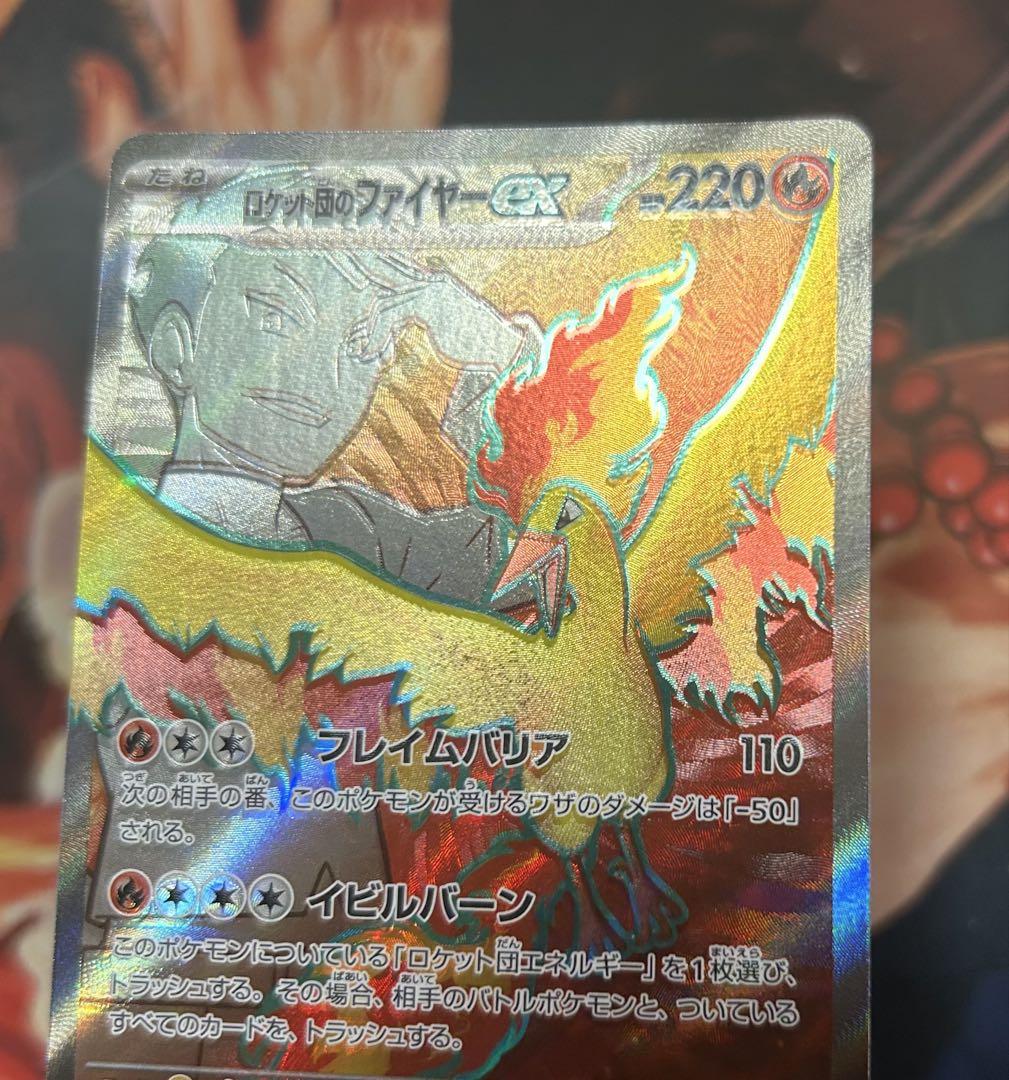 たね ロケット団のファイヤーex HP220
フレイムバリア 110
次の相手の番、このポケモンが受けるワザのダメージは「-50」
される。
イビルバーン
このポケモンについている「ロケット団エネルギー」を1枚選び、
トラッシュする。その場合、相手のバトルポケモンと、ついている
すべてのカードを、トラッシュする。